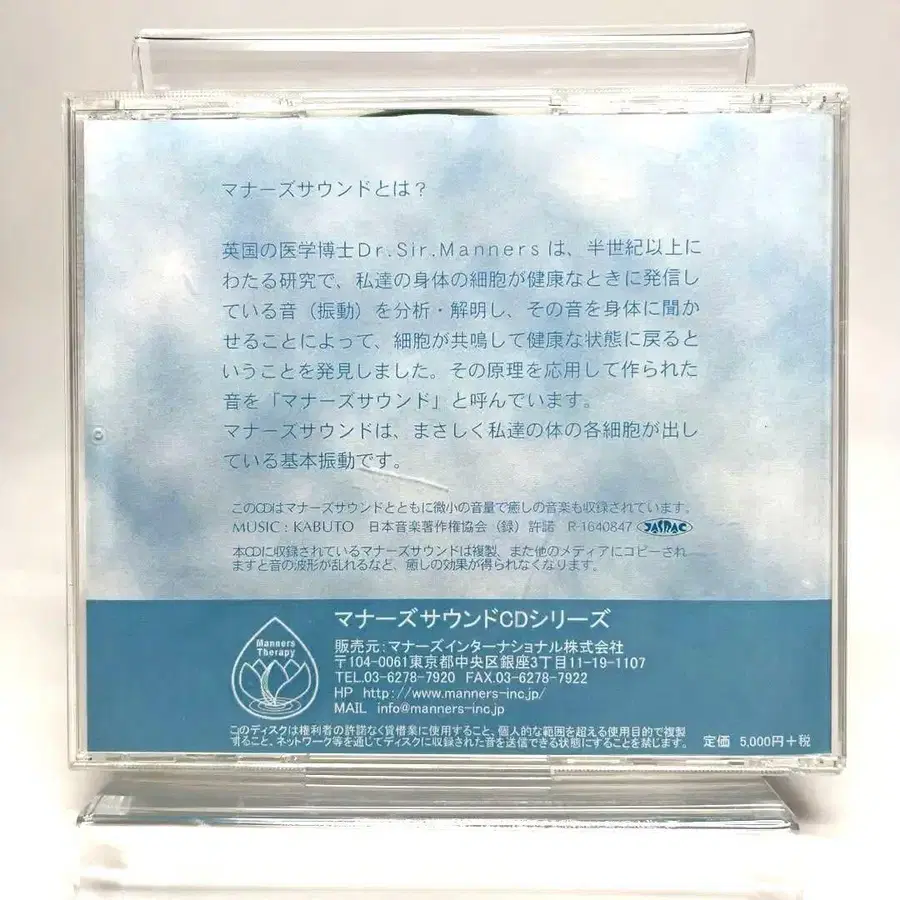 マナーズサウンドとは？
英国の医学博士Dr.Sir.Mannersは、半世紀以上に
わたる研究で、私達の身体の細胞が健康なときに発信し
ている音（振動）を分析・解明し、その音を身体に聞か
せることによって、細胞が共鳴して健康な状態に戻ると
いうことを発見しました。その原理を応用して作られた
音を「マナーズサウンド」と呼んでいます。
マナーズサウンドは、まさしく私達の体の各細胞が出し
ている基本振動です。
このCDはマナーズサウンドとともに微小の音量で癒しの音楽も収録されています。
MUSIC : KABUTO 日本音楽著作権協会（録）許諾 R-1640847 JASRAC
本CDに収録されているマナーズサウンドは複製、また他のメディアにコピーされ
ますと音の波形が乱れるなど、癒しの効果が得られなくなります。
マナーズサウンドCDシリーズ
Manners
Therapy
販売元:マナーズインターナショナル株式会社
〒104-0061東京都中央区銀座3丁目11-19-1107
TEL.03-6278-7920 FAX.03-6278-7922
HP http://www.manners-inc.jp/
MAIL info@manners-inc.jp
このディスクは権利者の許諾なく賃借業に使用すること、個人的な範囲を超える使用目的で複製
すること、ネットワーク等を通じてディスクに収録された音を送信できる状態にすることを禁じます。
定価 5,000円+税